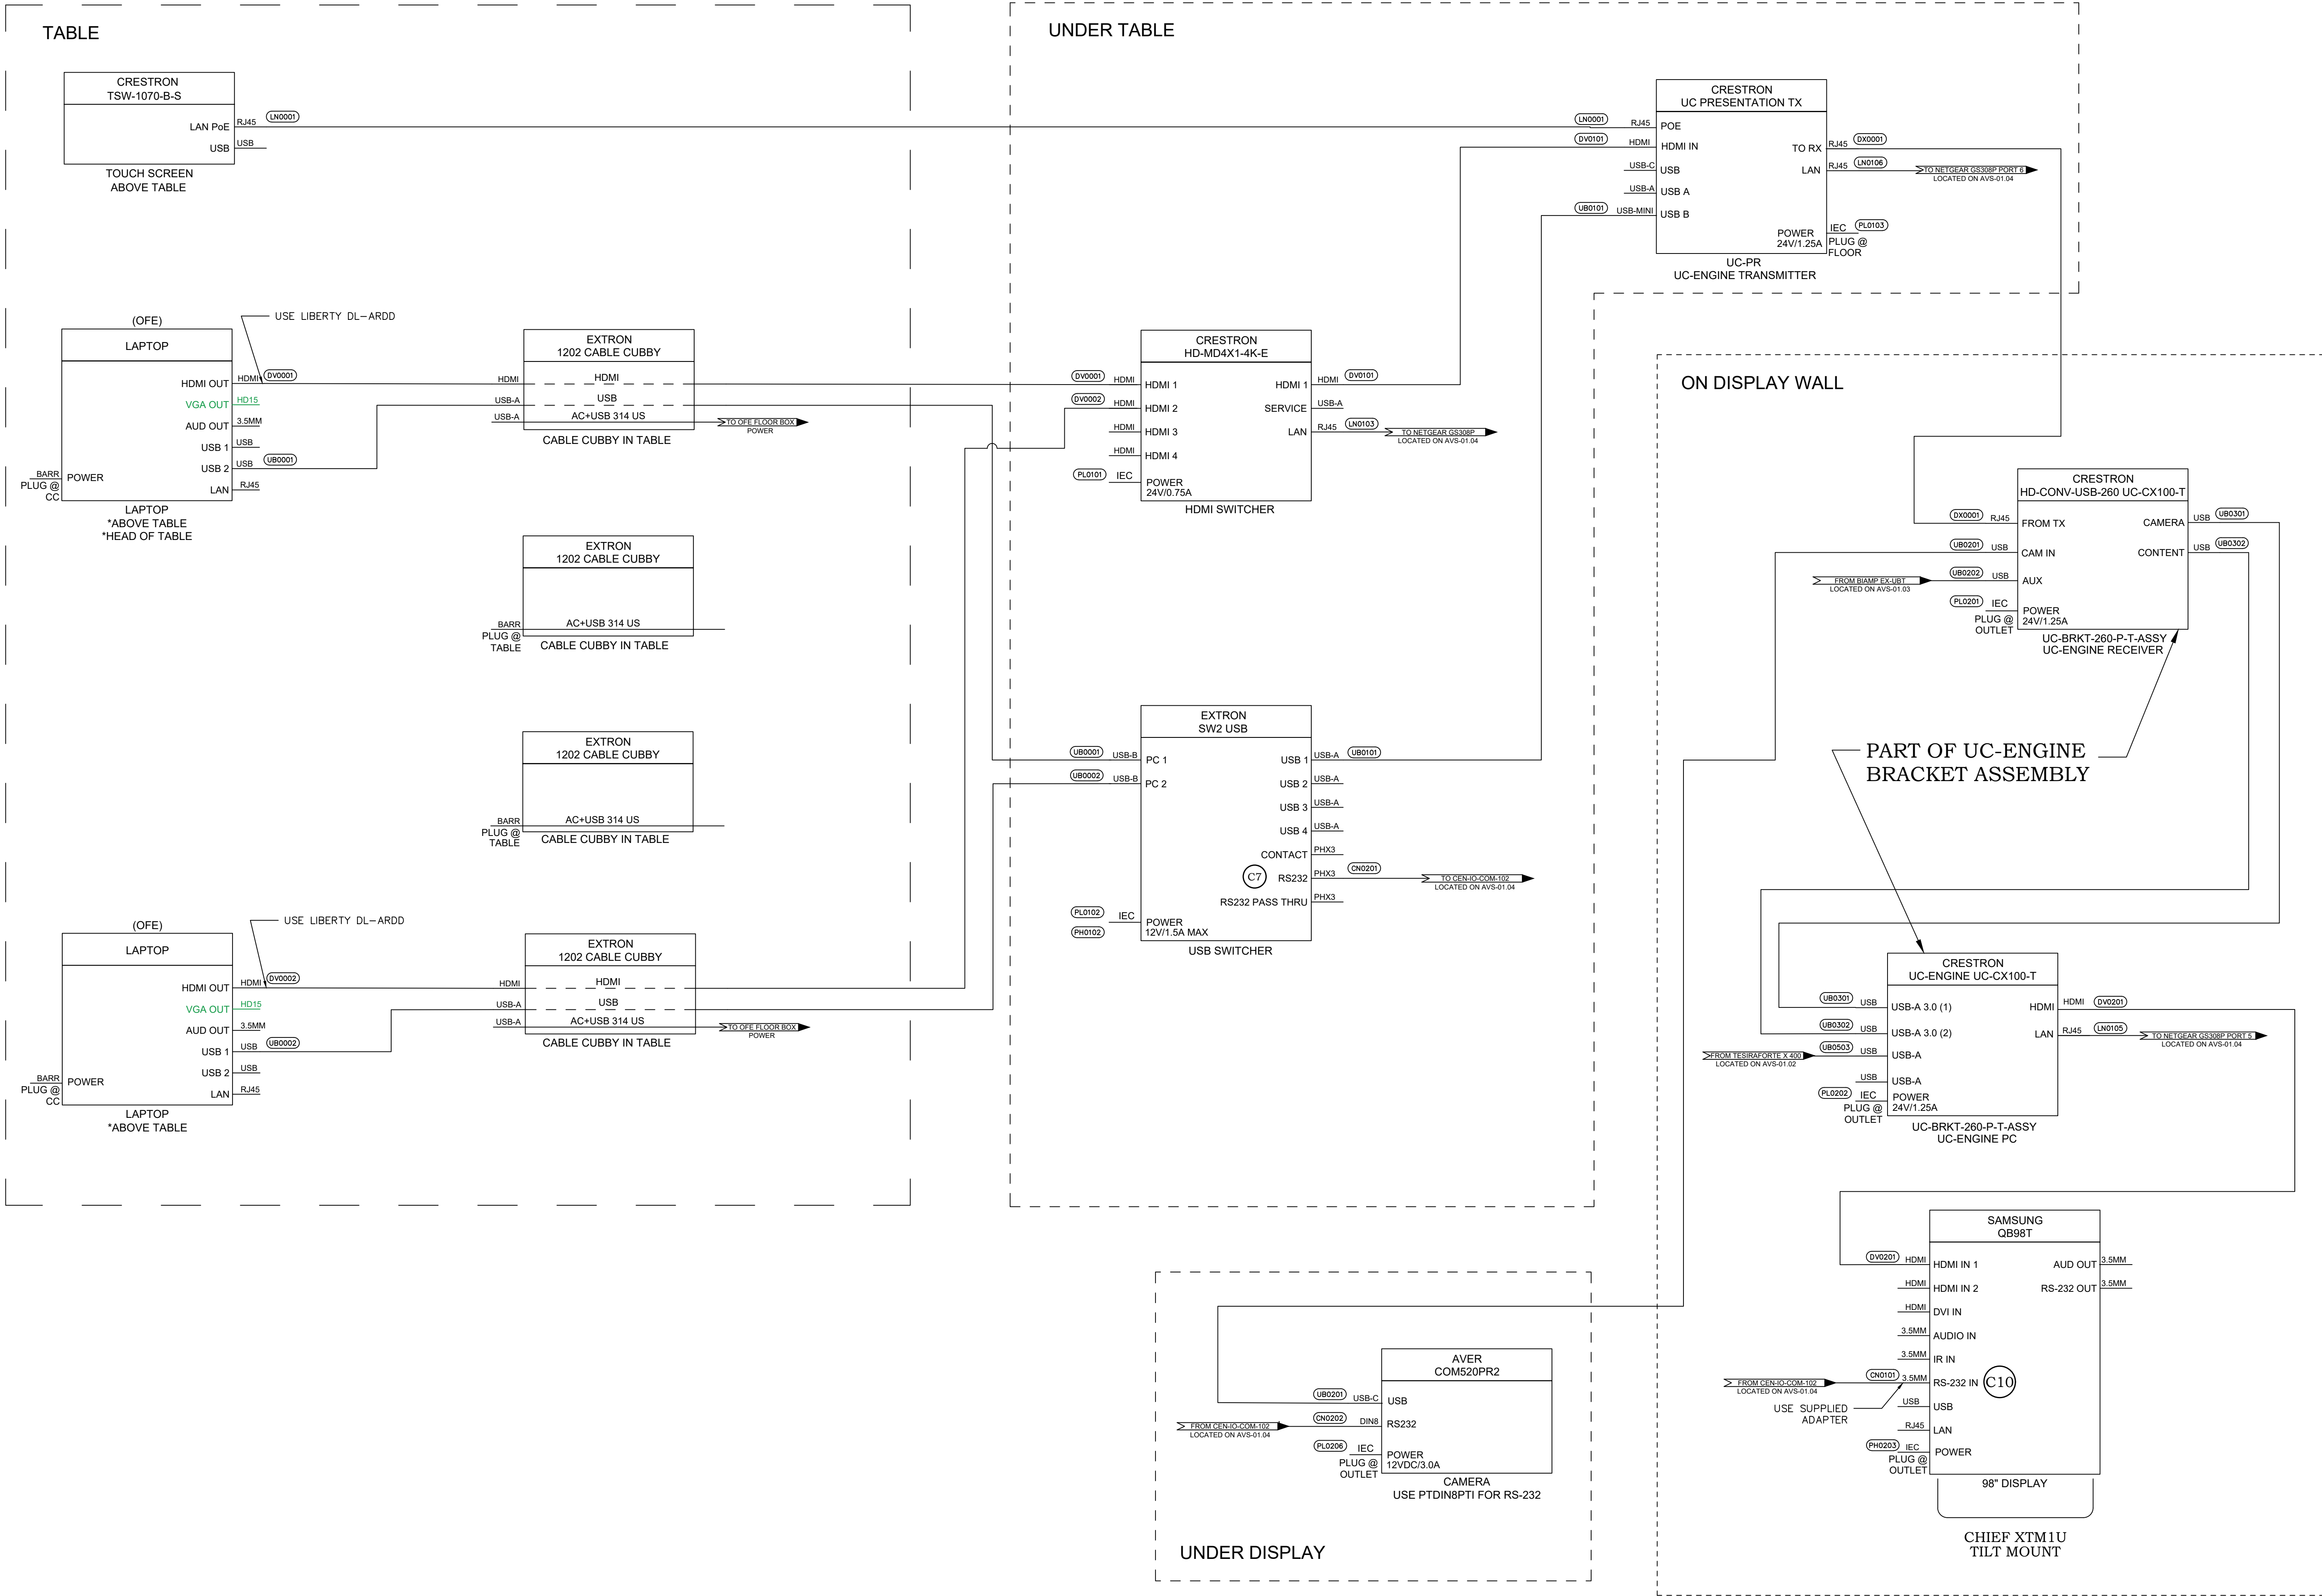 TABLE
CRESTRON
TSW-1070-B-S
LAN PoE
RJ45
LN0001
USB
USB
TOUCH SCREEN
ABOVE TABLE
(OFE)
LAPTOP
USE LIBERTY DL-ARDD
HDMI OUT
HDMI
DV0001
VGA OUT
HD15
AUD OUT
3.5MM
USB 1
USB
USB 2
USB
UB0001
LAN
RJ45
BARR
POWER
PLUG @
CC
LAPTOP
*ABOVE TABLE
*HEAD OF TABLE
EXTRON
1202 CABLE CUBBY
HDMI
HDMI
USB-A
USB
USB-A
AC+USB 314 US
TO OFE FLOOR BOX
POWER
CABLE CUBBY IN TABLE
EXTRON
1202 CABLE CUBBY
BARR
AC+USB 314 US
PLUG @
TABLE
CABLE CUBBY IN TABLE
EXTRON
1202 CABLE CUBBY
BARR
AC+USB 314 US
PLUG @
TABLE
CABLE CUBBY IN TABLE
(OFE)
LAPTOP
USE LIBERTY DL-ARDD
HDMI OUT
HDMI
DV0002
VGA OUT
HD15
AUD OUT
3.5MM
USB 1
USB
UB0002
USB 2
USB
LAN
RJ45
BARR
POWER
PLUG @
CC
LAPTOP
*ABOVE TABLE
EXTRON
1202 CABLE CUBBY
HDMI
HDMI
USB-A
USB
USB-A
AC+USB 314 US
TO OFE FLOOR BOX
POWER
CABLE CUBBY IN TABLE
UNDER TABLE
CRESTRON
UC PRESENTATION TX
LN0001
RJ45
POE
DV0101
HDMI
HDMI IN
USB-C
USB
USB-A
USB A
UB0101
USB-MINI
USB B
TO RX
RJ45
DX0001
LAN
RJ45
LN0106
TO NETGEAR GS308P PORT 6
LOCATED ON AVS-01.04
POWER
24V/1.25A
IEC
PL0103
PLUG @
FLOOR
UC-PR
UC-ENGINE TRANSMITTER
CRESTRON
HD-MD4X1-4K-E
DV0001
HDMI
HDMI 1
DV0002
HDMI
HDMI 2
HDMI
HDMI 3
HDMI
HDMI 4
PL0101
IEC
POWER
24V/0.75A
HDMI 1
HDMI
DV0101
SERVICE
USB-A
LAN
RJ45
LN0103
TO NETGEAR GS308P
LOCATED ON AVS-01.04
HDMI SWITCHER
EXTRON
SW2 USB
UB0001
USB-B
PC 1
UB0002
USB-B
PC 2
USB 1
USB-A
UB0101
USB 2
USB-A
USB 3
USB-A
USB 4
USB-A
CONTACT
PHX3
C7
RS232
PHX3
CN0201
TO CEN-IO-COM-102
LOCATED ON AVS-01.04
RS232 PASS THRU
PHX3
PL0102
IEC
POWER
PH0102
12V/1.5A MAX
USB SWITCHER
ON DISPLAY WALL
CRESTRON
HD-CONV-USB-260 UC-CX100-T
DX0001
RJ45
FROM TX
UB0201
USB
CAM IN
UB0202
USB
AUX
FROM BIAMP EX-UBT
LOCATED ON AVS-01.03
PL0201
IEC
POWER
24V/1.25A
PLUG @
OUTLET
CAMERA
USB
UB0301
CONTENT
USB
UB0302
UC-BRKT-260-P-T-ASSY
UC-ENGINE RECEIVER
PART OF UC-ENGINE
BRACKET ASSEMBLY
CRESTRON
UC-ENGINE UC-CX100-T
UB0301
USB
USB-A 3.0 (1)
UB0302
USB
USB-A 3.0 (2)
UB0503
USB
USB-A
FROM TESIRAFORTE X 400
LOCATED ON AVS-01.02
USB
USB-A
PL0202
IEC
POWER
24V/1.25A
PLUG @
OUTLET
HDMI
HDMI
DV0201
LAN
RJ45
LN0105
TO NETGEAR GS308P PORT 5
LOCATED ON AVS-01.04
UC-BRKT-260-P-T-ASSY
UC-ENGINE PC
SAMSUNG
QB98T
DV0201
HDMI
HDMI IN 1
HDMI
HDMI IN 2
HDMI
DVI IN
3.5MM
AUDIO IN
3.5MM
IR IN
CN0101
3.5MM
RS-232 IN
C10
FROM CEN-IO-COM-102
LOCATED ON AVS-01.04
USE SUPPLIED
ADAPTER
USB
USB
RJ45
LAN
PH0203
IEC
POWER
PLUG @
OUTLET
AUD OUT
3.5MM
RS-232 OUT
3.5MM
98" DISPLAY
CHIEF XTM1U
TILT MOUNT
AVER
COM520PR2
UB0201
USB-C
USB
CN0202
DIN8
RS232
FROM CEN-IO-COM-102
LOCATED ON AVS-01.04
PL0206
IEC
POWER
12VDC/3.0A
PLUG @
OUTLET
CAMERA
USE PTDIN8PTI FOR RS-232
UNDER DISPLAY